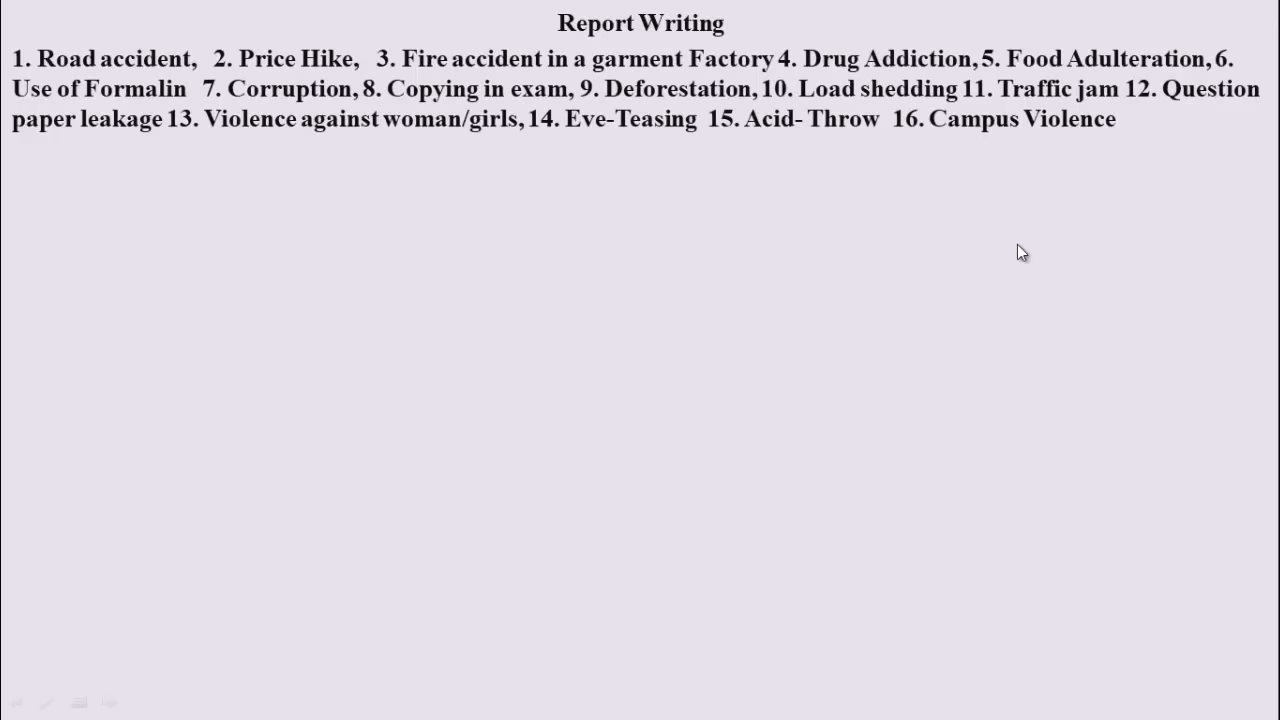 Report Writing
1. Road accident, 2. Price Hike, 3. Fire accident in a garment Factory 4. Drug Addiction, 5. Food Adulteration, 6.
Use of Formalin 7. Corruption, 8. Copying in exam, 9. Deforestation, 10. Load shedding 11. Traffic jam 12. Question
paper leakage 13. Violence against woman/girls, 14. Eve-Teasing 15. Acid- Throw 16. Campus Violence